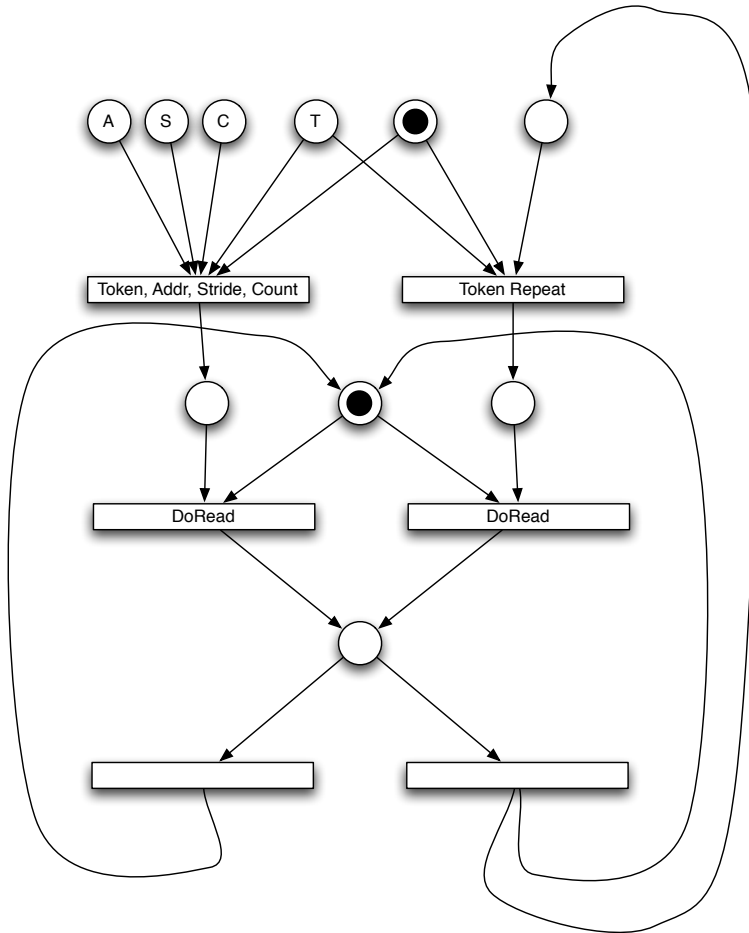 A
S
C
T
Token, Addr, Stride, Count
Token Repeat
DoRead
DoRead